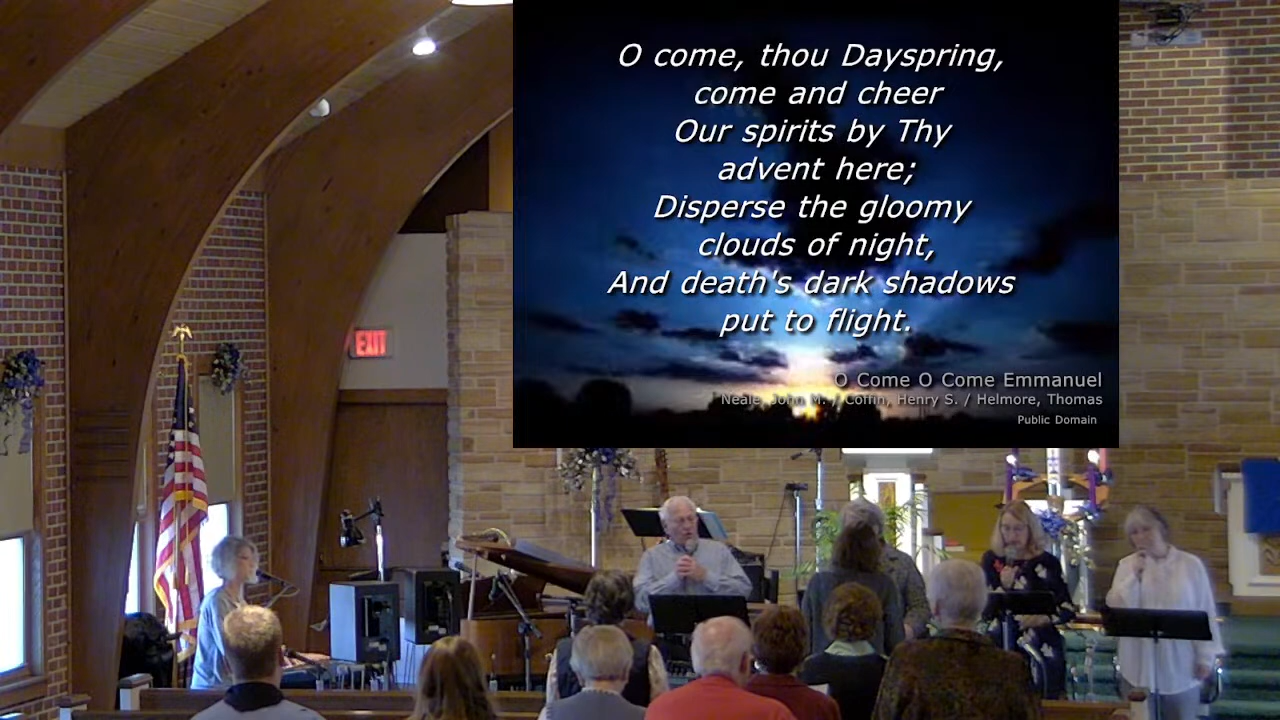 O come, thou Dayspring,
come and cheer
Our spirits by Thy
advent here;
Disperse the gloomy
clouds of night,
And death's dark shadows
put to flight.
O Come O Come Emmanuel
Neale, John M. / Coffin, Henry S. / Helmore, Thomas
Public Domain
EXIT